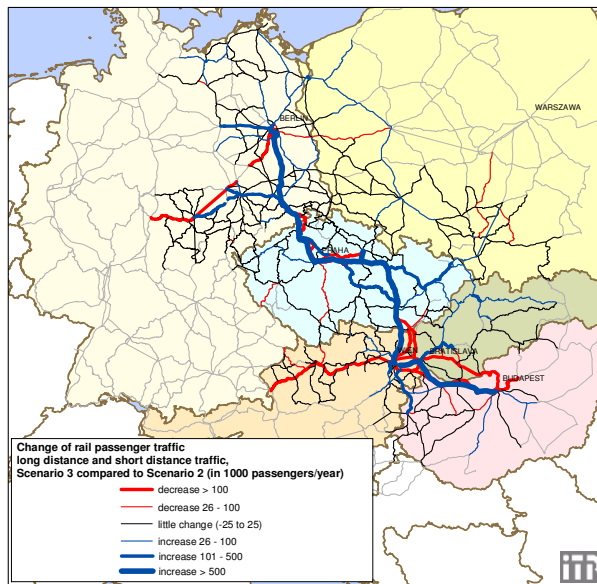 WARSZAWA
BERLIN
PRAHA
WIEN
BRATISLAVA
BUDAPEST
Change of rail passenger traffic
long distance and short distance traffic,
Scenario 3 compared to Scenario 2 (in 1000 passengers/year)
decrease > 100
decrease 26 - 100
little change (-25 to 25)
increase 26 - 100
increase 101 - 500
increase > 500